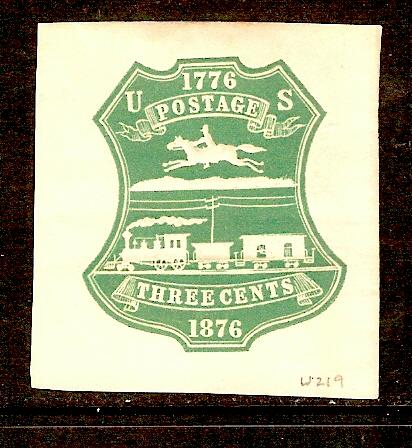 1776
U POSTAGE S
THREE CENTS
1876
W219